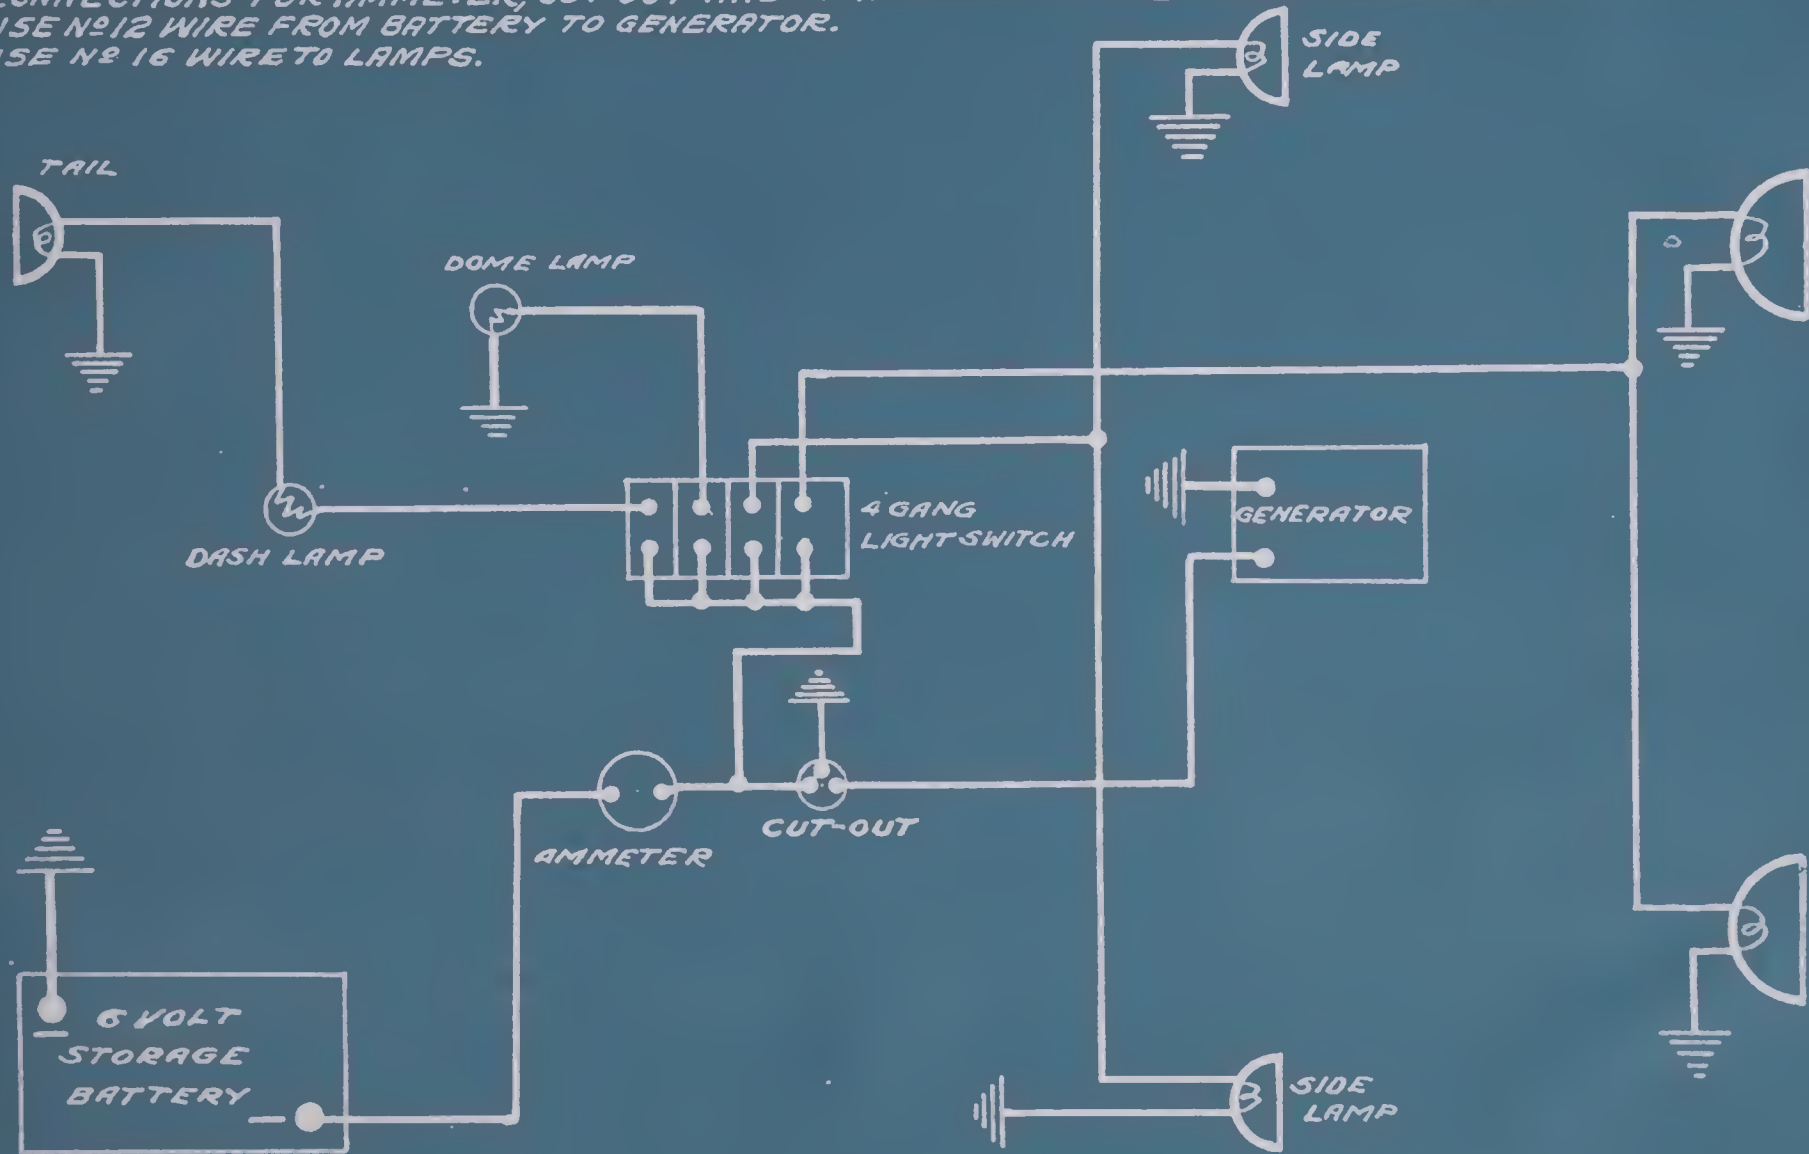 USE Nº 12 WIRE FROM BATTERY TO GENERATOR.
USE Nº 16 WIRE TO LAMPS.
SIDE
LAMP
TAIL
DOME LAMP
4 GANG
LIGHT SWITCH
GENERATOR
DASH LAMP
CUT-OUT
AMMETER
6 VOLT
STORAGE
BATTERY
SIDE
LAMP